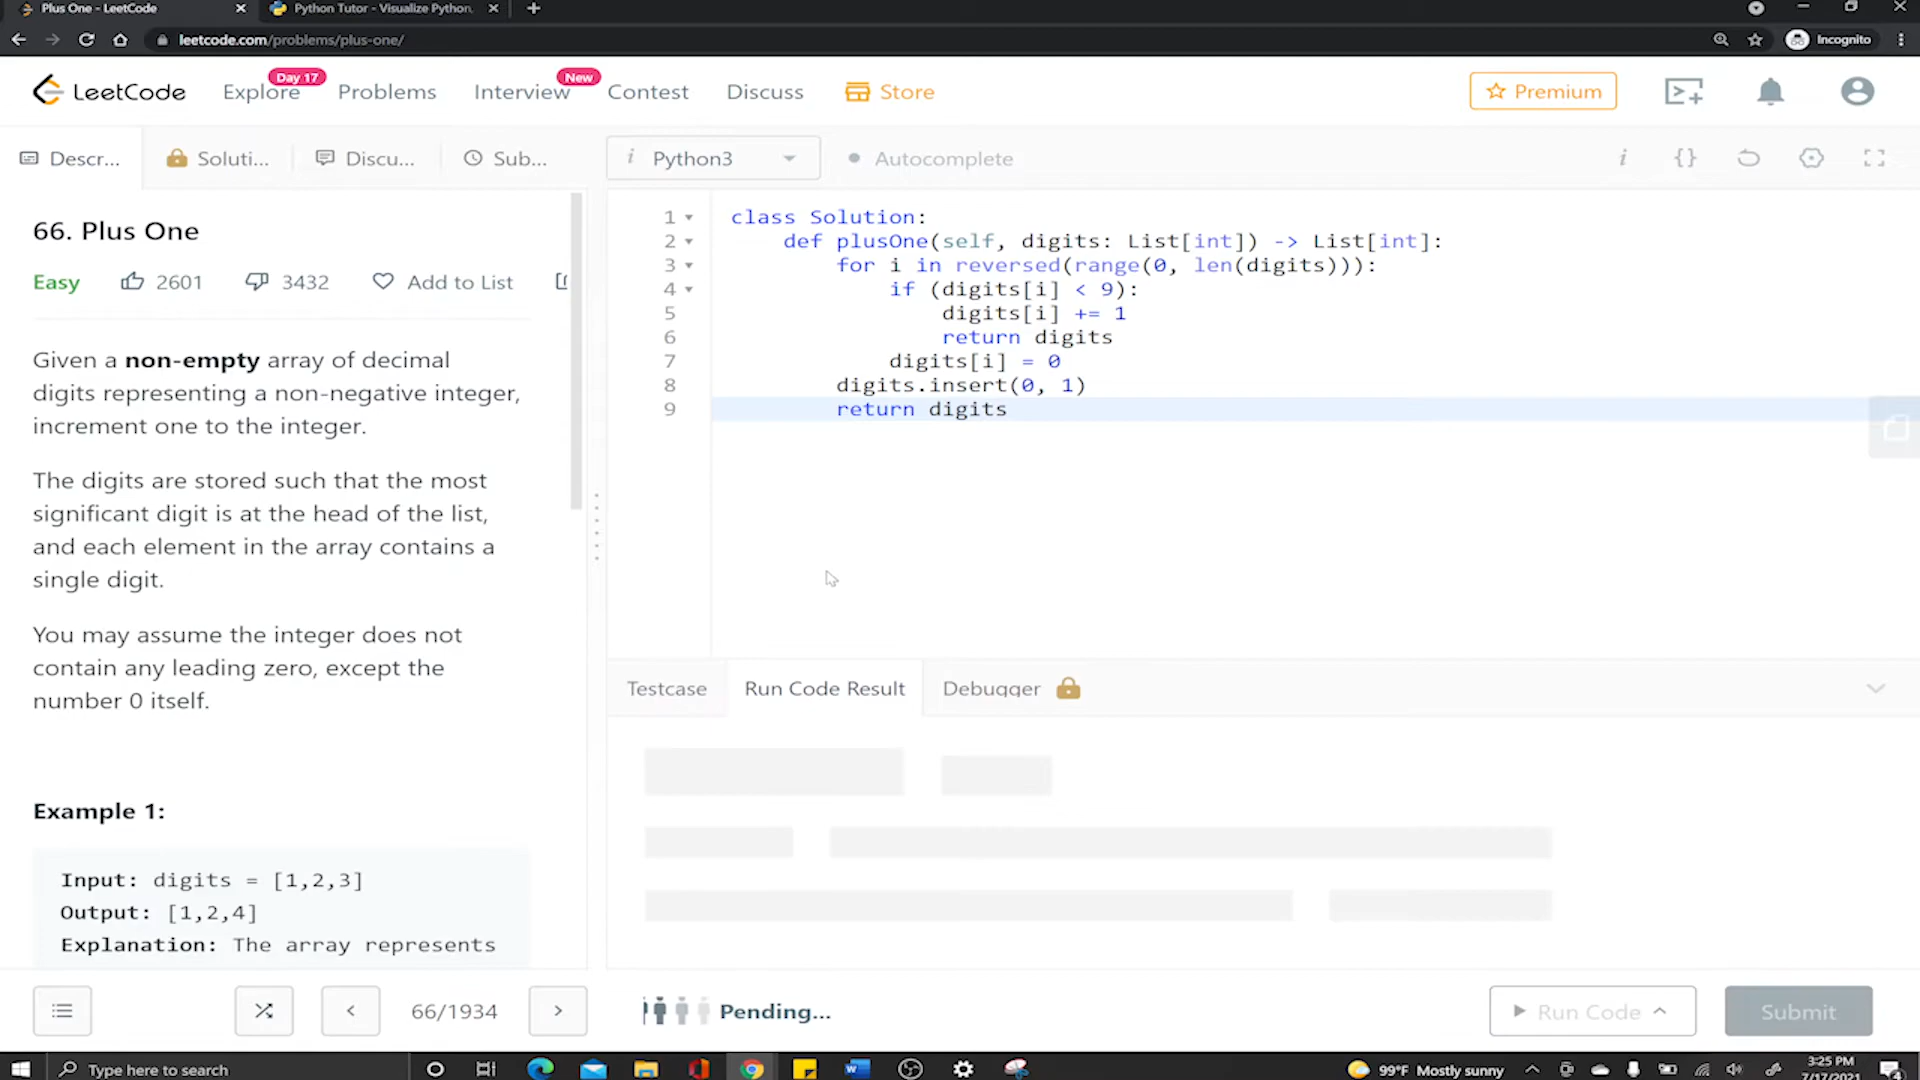 Plus One - LeetCode
Python Tutor - Visualize Python,
leetcode.com/problems/plus-one/
Incognito
LeetCode
Explore
Day 17
Problems
Interview
New
Contest
Discuss
Store
Premium
Descr...
Soluti...
Discu...
Sub...
i Python3
Autocomplete
66. Plus One
Easy
2601
3432
Add to List
Given a non-empty array of decimal
digits representing a non-negative integer,
increment one to the integer.
The digits are stored such that the most
significant digit is at the head of the list,
and each element in the array contains a
single digit.
You may assume the integer does not
contain any leading zero, except the
number 0 itself.
Example 1:
Input: digits = [1,2,3]
Output: [1,2,4]
Explanation: The array represents
66/1934
1 class Solution:
2 def plusOne(self, digits: List[int]) -> List[int]:
3 for i in reversed(range(0, len(digits))):
4 if (digits[i] < 9):
5 digits[i] += 1
6 return digits
7 digits[i] = 0
8 digits.insert(0, 1)
9 return digits
Testcase
Run Code Result
Debugger
Pending...
Run Code
Submit
Type here to search
99°F Mostly sunny
3:25 PM
7/17/2021
4